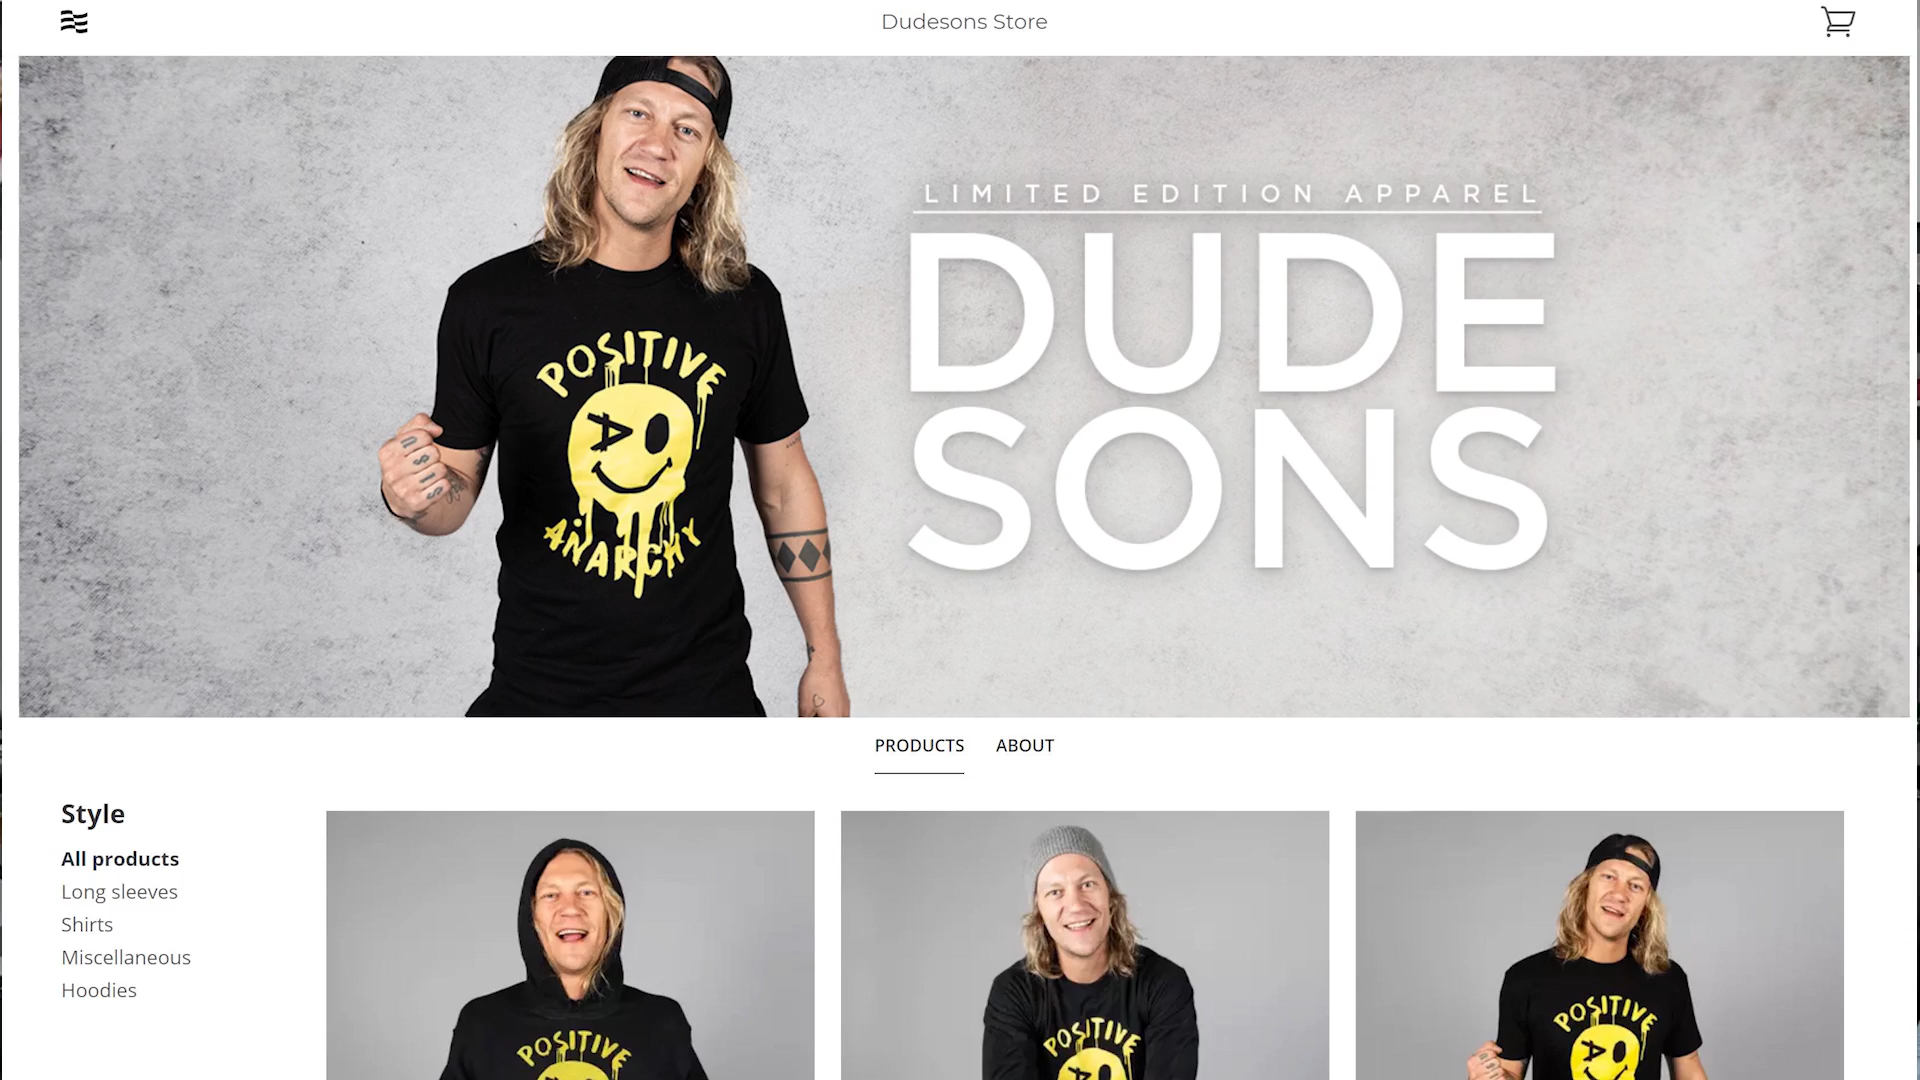 Dudesons Store
LIMITED EDITION APPAREL
DUDE
SONS
POSITIVE
ANARCHY
PRODUCTS
ABOUT
Style
All products
Long sleeves
Shirts
Miscellaneous
Hoodies
POSITIVE
POSITIVE
POSITIVE